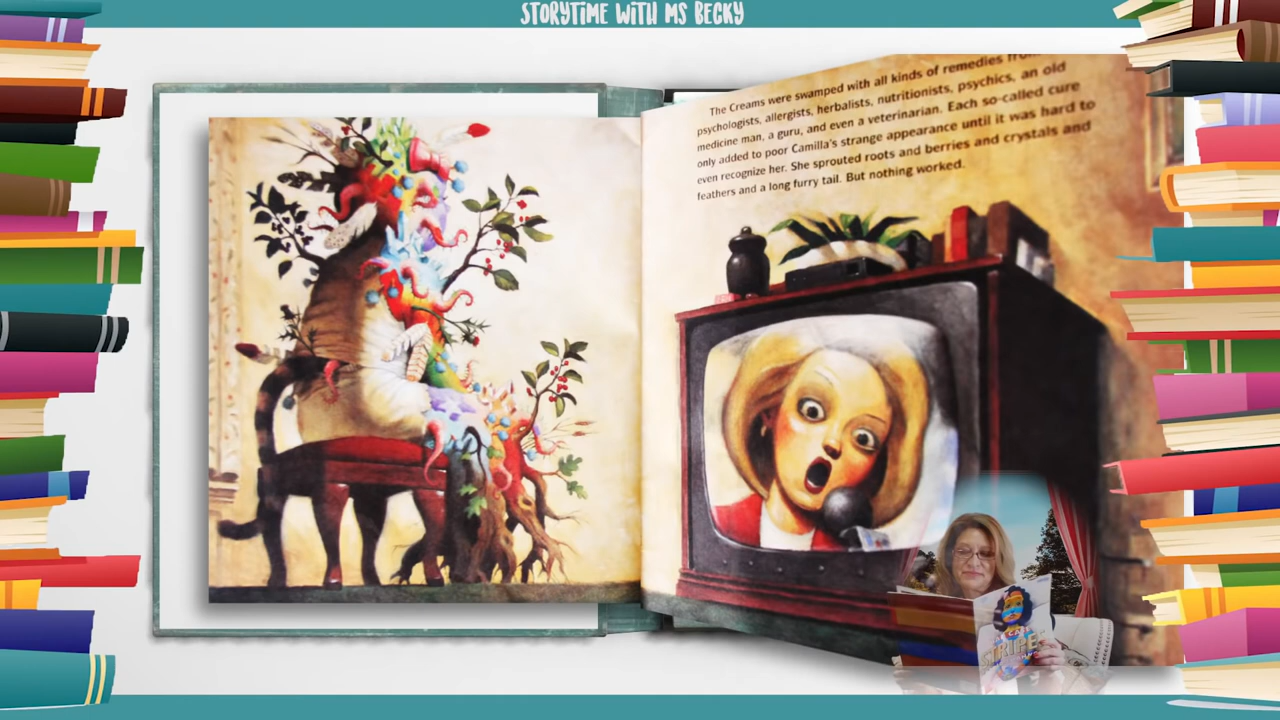 STORYTIME WITH MS BECKY
The Creams were swamped with all kinds of remedies from
psychologists, allergists, herbalists, nutritionists, psychics, an old
medicine man, a guru, and even a veterinarian. Each so-called cure
only added to poor Camilla's strange appearance until it was hard to
even recognize her. She sprouted roots and berries and crystals and
feathers and a long furry tail. But nothing worked.
STRIPES